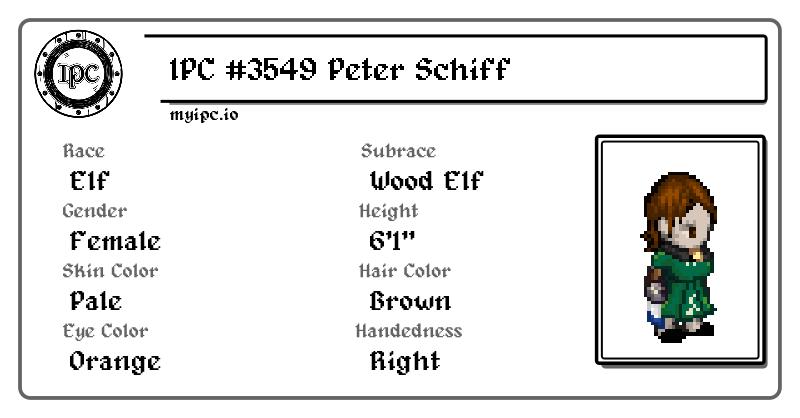 IPC
IPC #3549 Peter Schiff
myipc.io
Race
Subrace
Elf
Wood Elf
Gender
Height
Female
6'1"
Skin Color
Hair Color
Pale
Brown
Eye Color
Handedness
Orange
Right